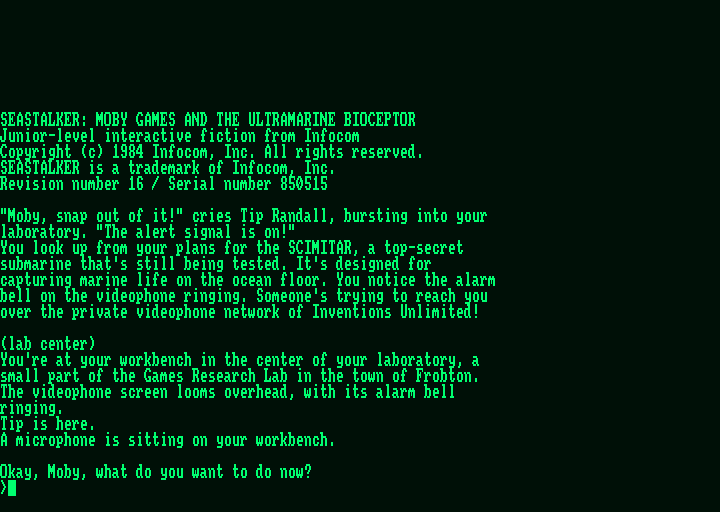 SEASTALKER: MOBY GAMES AND THE ULTRAMARINE BIOCEPTOR
Junior-level interactive fiction from Infocom
Copyright (c) 1984 Infocom, Inc. All rights reserved.
SEASTALKER is a trademark of Infocom, Inc.
Revision number 16 / Serial number 850515
"Moby, snap out of it!" cries Tip Randall, bursting into your
laboratory. "The alert signal is on!"
You look up from your plans for the SCIMITAR, a top-secret
submarine that's still being tested. It's designed for
capturing marine life on the ocean floor. You notice the alarm
bell on the videophone ringing. Someone's trying to reach you
over the private videophone network of Inventions Unlimited!
(lab center)
You're at your workbench in the center of your laboratory, a
small part of the Games Research Lab in the town of Frobton.
The videophone screen looms overhead, with its alarm bell
ringing.
Tip is here.
A microphone is sitting on your workbench.
Okay, Moby, what do you want to do now?
>